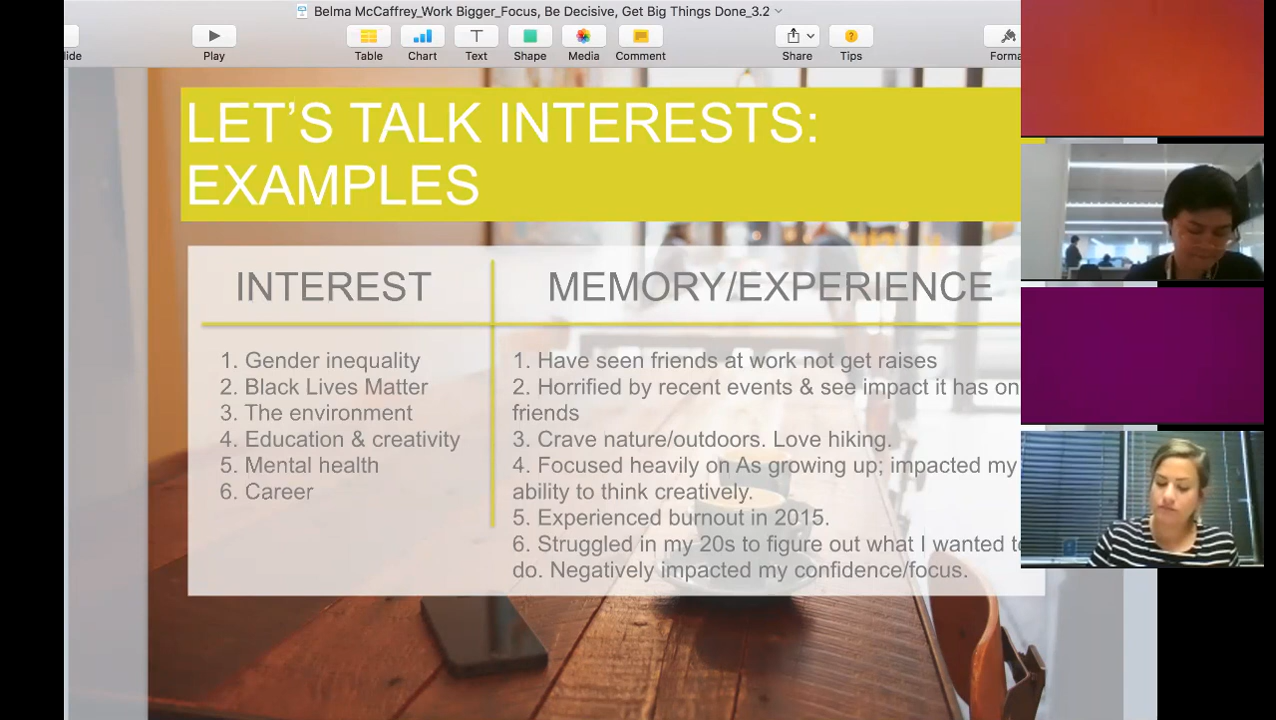 Belma McCaffrey_Work Bigger_Focus, Be Decisive, Get Big Things Done_3.2
lide
Play
Table
Chart
Text
Shape
Media
Comment
Share
Tips
Forma
LET’S TALK INTERESTS:
EXAMPLES
INTEREST
MEMORY/EXPERIENCE
1. Gender inequality
2. Black Lives Matter
3. The environment
4. Education & creativity
5. Mental health
6. Career
1. Have seen friends at work not get raises
2. Horrified by recent events & see impact it has on
friends
3. Crave nature/outdoors. Love hiking.
4. Focused heavily on As growing up; impacted my
ability to think creatively.
5. Experienced burnout in 2015.
6. Struggled in my 20s to figure out what I wanted to
do. Negatively impacted my confidence/focus.